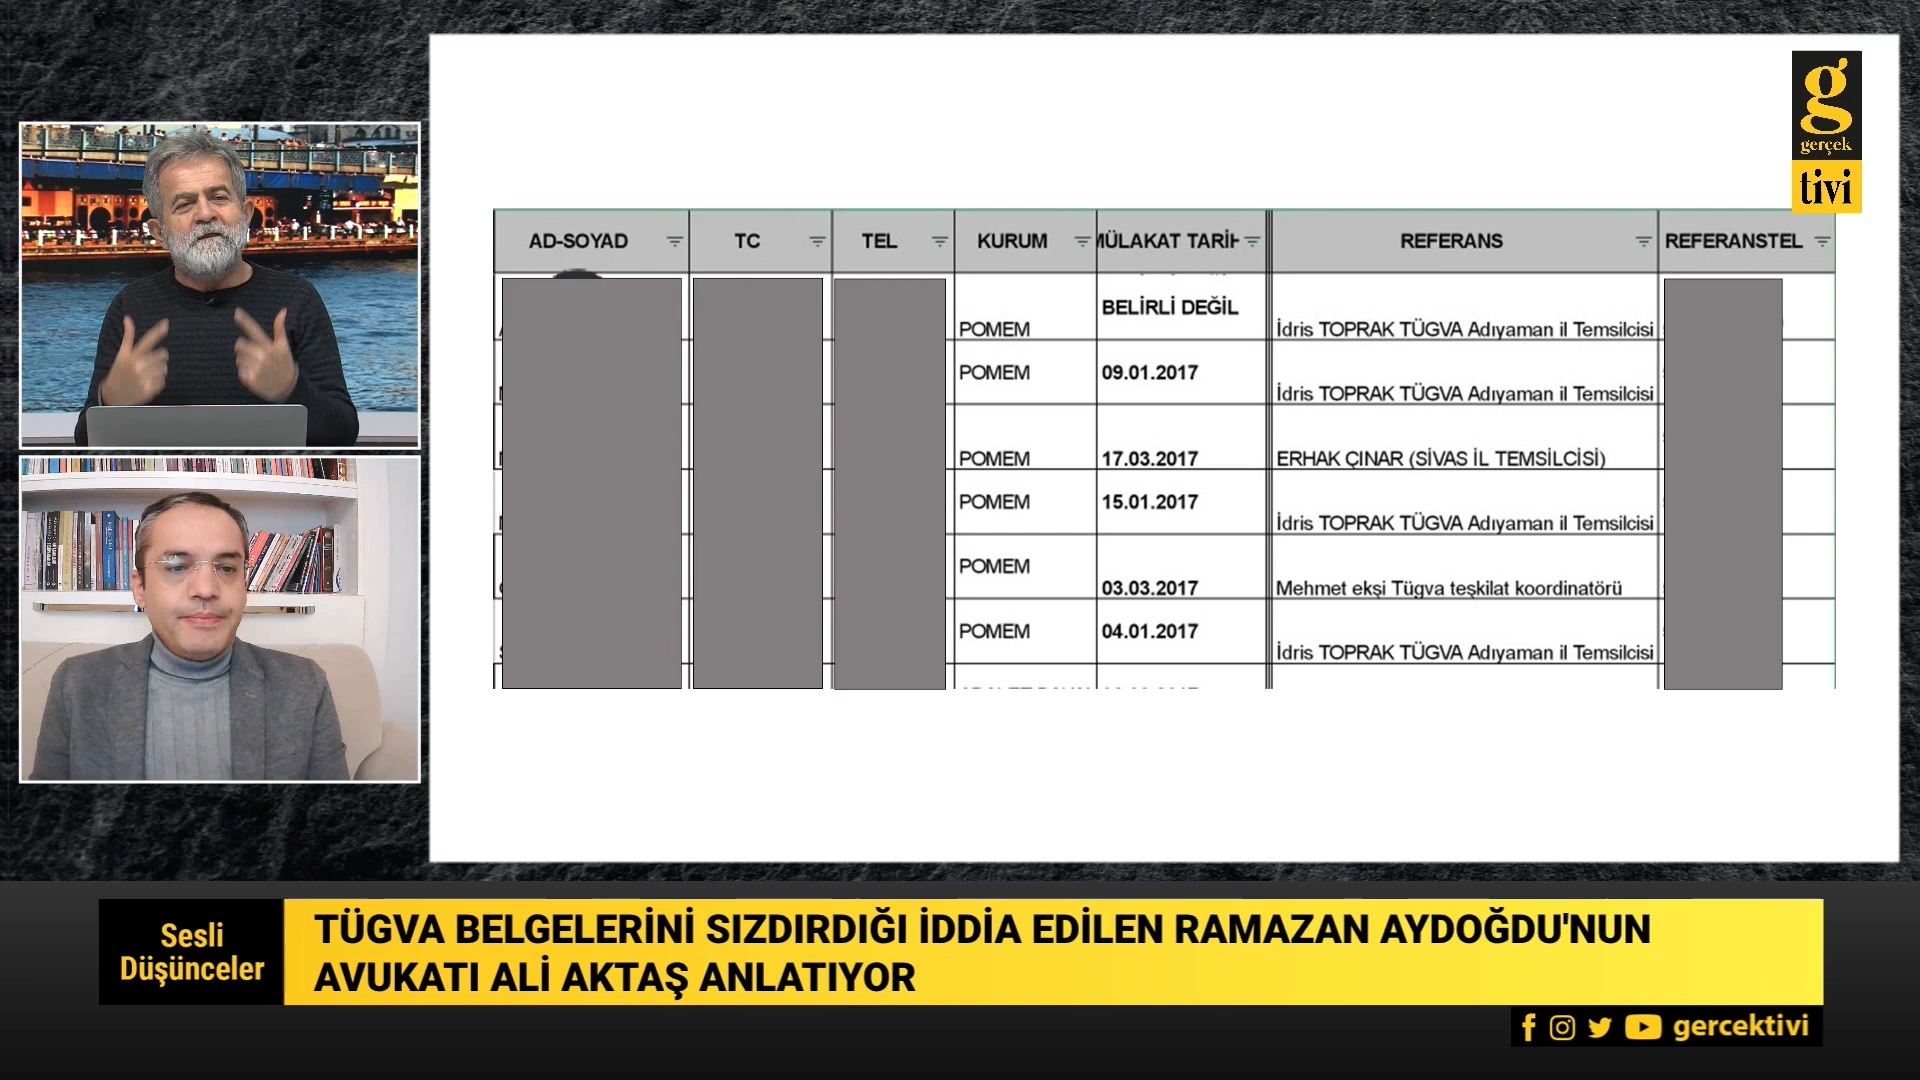 g
gerçek
tivi
AD-SOYAD TC TEL KURUM MÜLAKAT TARİH REFERANS REFERANSTEL
POMEM BELİRLİ DEĞİL İdris TOPRAK TÜGVA Adıyaman il Temsilcisi
POMEM 09.01.2017 İdris TOPRAK TÜGVA Adıyaman il Temsilcisi
POMEM 17.03.2017 ERHAK ÇINAR (SİVAS İL TEMSİLCİSİ)
POMEM 15.01.2017 İdris TOPRAK TÜGVA Adıyaman il Temsilcisi
POMEM 03.03.2017 Mehmet ekşi Tügva teşkilat koordinatörü
POMEM 04.01.2017 İdris TOPRAK TÜGVA Adıyaman il Temsilcisi
Sesli
Düşünceler
TÜGVA BELGELERİNİ SIZDIRDIĞI İDDİA EDİLEN RAMAZAN AYDOĞDU'NUN
AVUKATI ALİ AKTAŞ ANLATIYOR
gercektivi